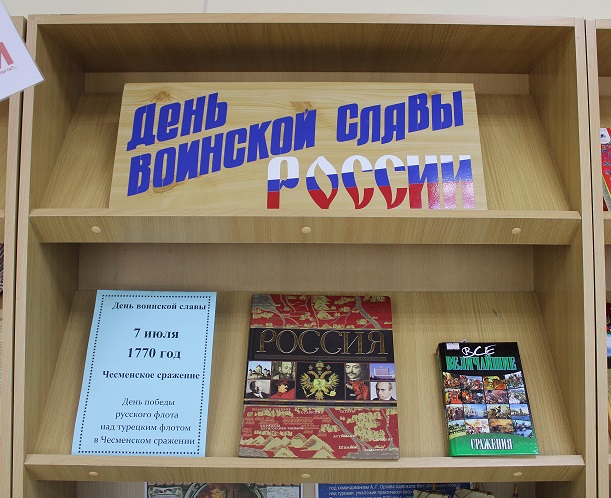 День
воинской славы
России
День воинской славы
7 июля
1770 год
Чесменское сражение
День победы
русского флота
над турецким флотом
в Чесменском сражении
РОССИЯ
ВСЕ
ВЕЛИЧАЙШИЕ
СРАЖЕНИЯ